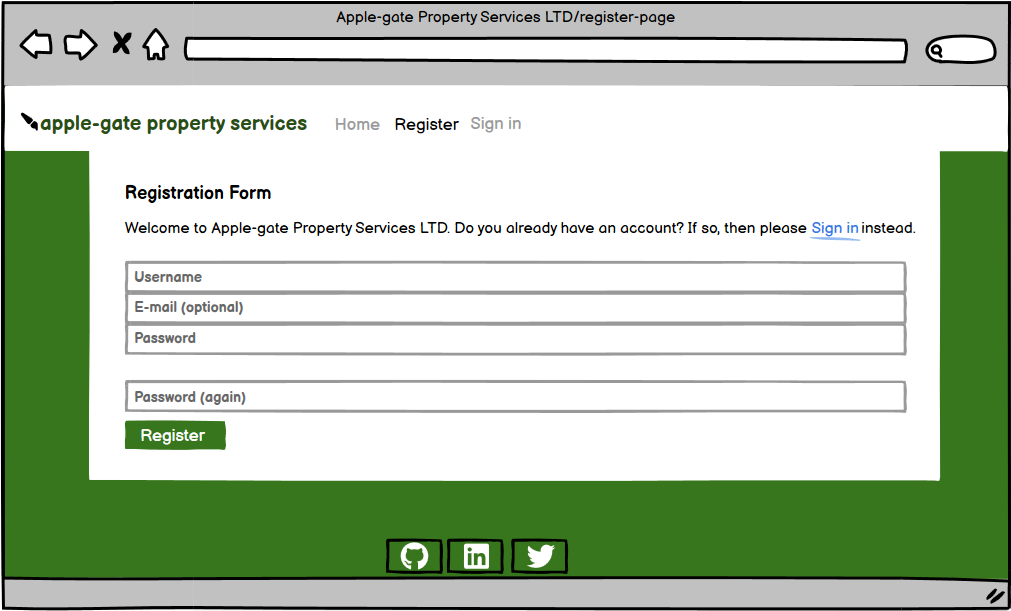 Apple-gate Property Services LTD/register-page
apple-gate property services Home Register Sign in
Registration Form
Welcome to Apple-gate Property Services LTD. Do you already have an account? If so, then please Sign in instead.
Username
E-mail (optional)
Password
Password (again)
Register
in